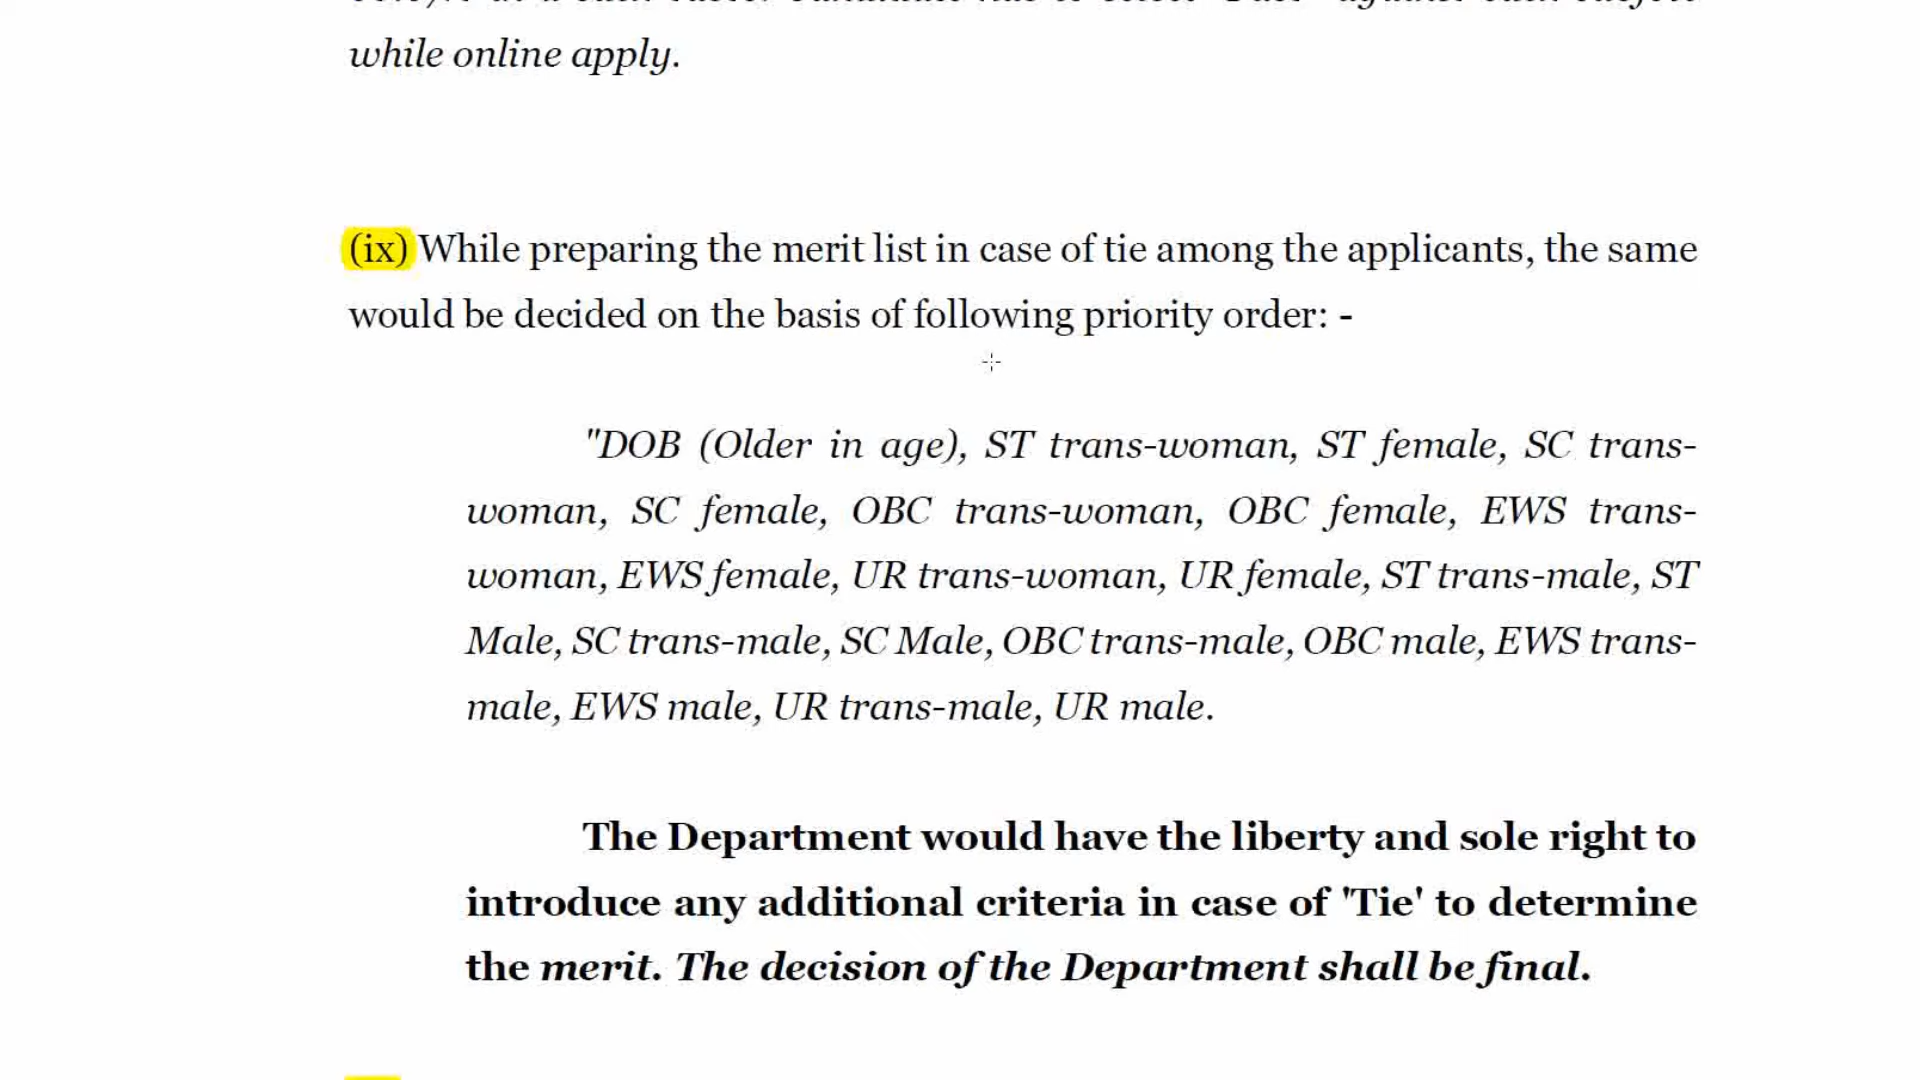 while online apply.
(ix) While preparing the merit list in case of tie among the applicants, the same
would be decided on the basis of following priority order: -
"DOB (Older in age), ST trans-woman, ST female, SC trans-
woman, SC female, OBC trans-woman, OBC female, EWS trans-
woman, EWS female, UR trans-woman, UR female, ST trans-male, ST
Male, SC trans-male, SC Male, OBC trans-male, OBC male, EWS trans-
male, EWS male, UR trans-male, UR male.
The Department would have the liberty and sole right to
introduce any additional criteria in case of 'Tie' to determine
the merit. The decision of the Department shall be final.